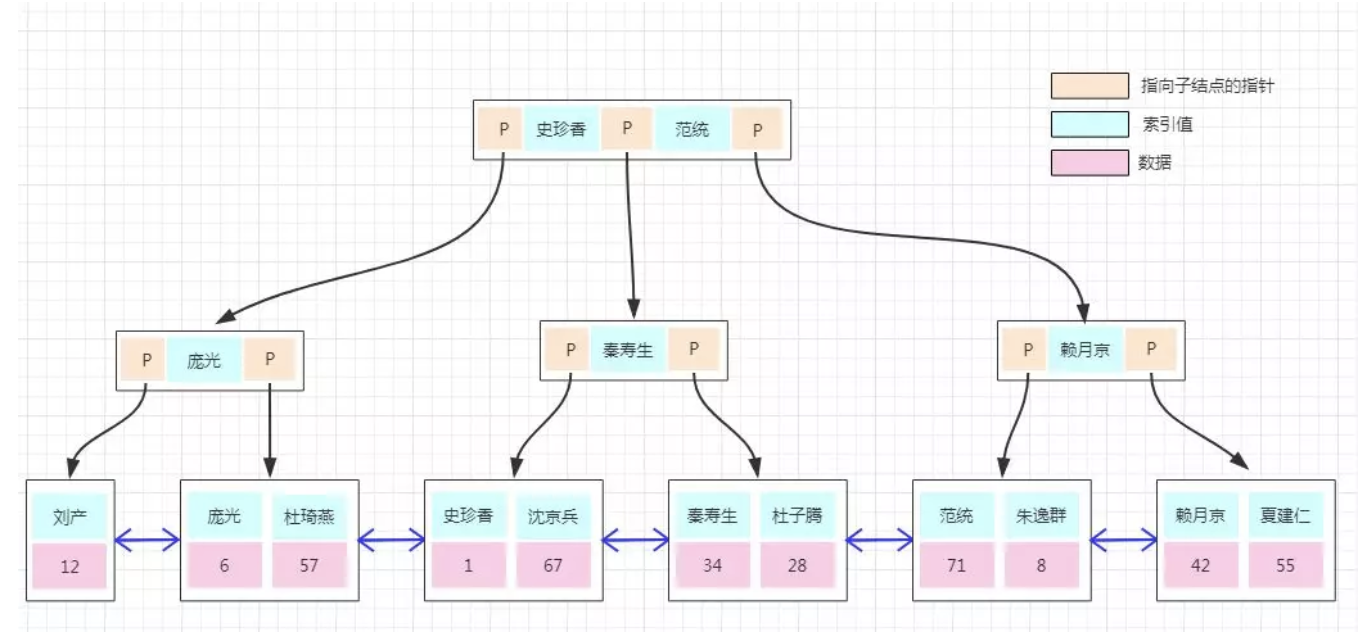 指向子结点的指针
索引值
数据
P 史珍香 P 范统 P
P 庞光 P
P 秦寿生 P
P 赖月京 P
刘产
12
庞光 杜琦燕
6 57
史珍香 沈京兵
1 67
秦寿生 杜子腾
34 28
范统 朱逸群
71 8
赖月京 夏建仁
42 55